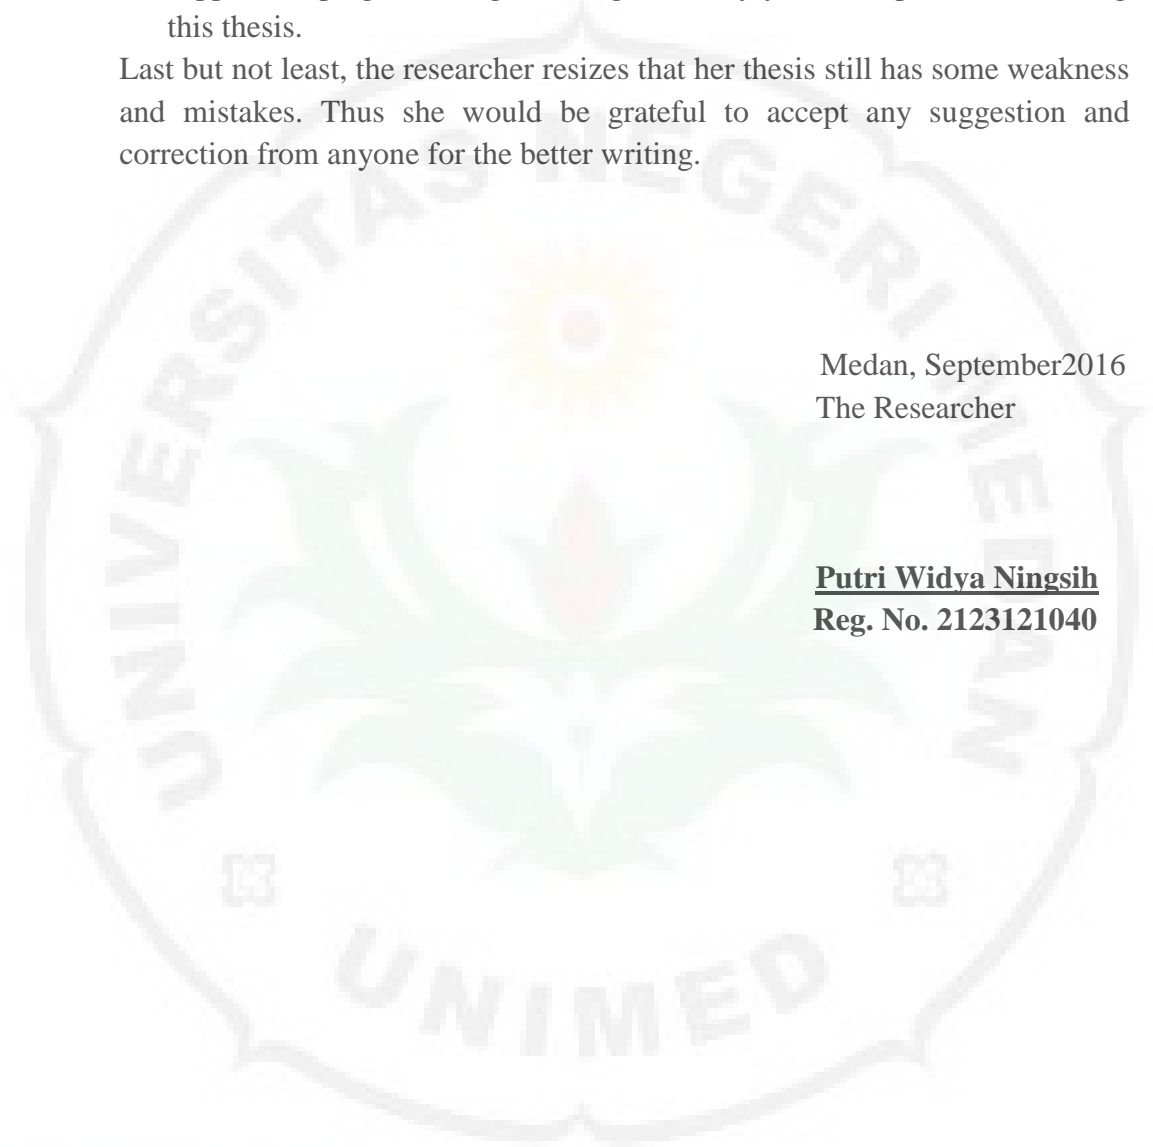 this thesis.
Last but not least, the researcher resizes that her thesis still has some weakness
and mistakes. Thus she would be grateful to accept any suggestion and
correction from anyone for the better writing.
UNIVERSITAS NEGERI MEDAN
Medan, September2016
The Researcher
Putri Widya Ningsih
Reg. No. 2123121040
UNIMED